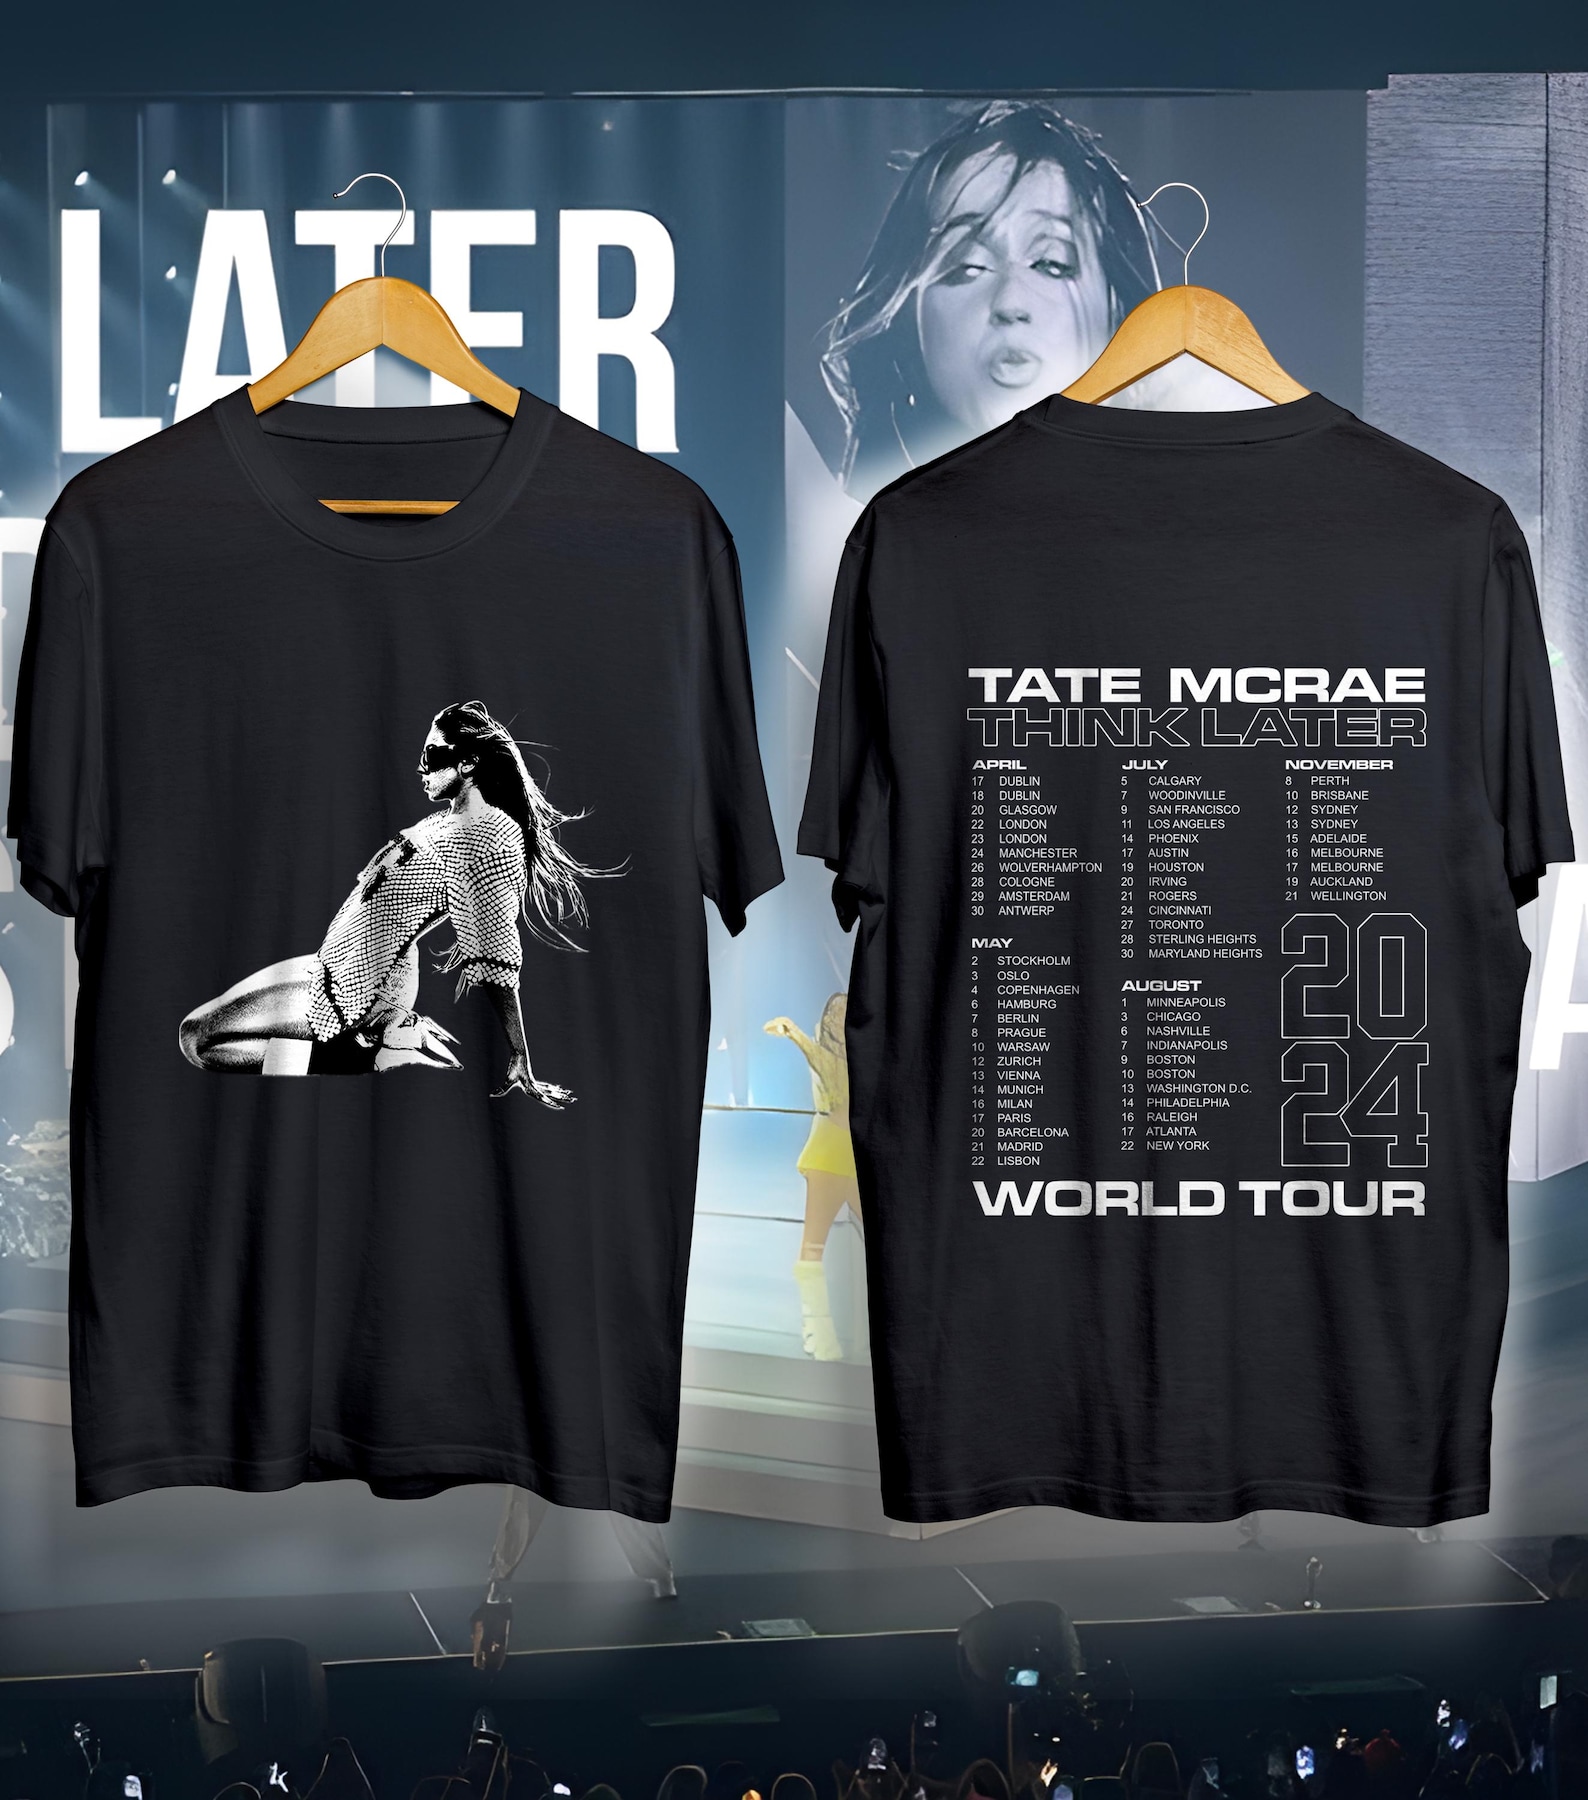 LATER
TATE MCRAE
THINK LATER
APRIL
17 DUBLIN
18 DUBLIN
20 GLASGOW
22 LONDON
23 LONDON
24 MANCHESTER
26 WOLVERHAMPTON
28 COLOGNE
29 AMSTERDAM
30 ANTWERP
MAY
2 STOCKHOLM
3 OSLO
4 COPENHAGEN
6 HAMBURG
7 BERLIN
8 PRAGUE
10 WARSAW
12 ZURICH
13 VIENNA
14 MUNICH
16 MILAN
17 PARIS
20 BARCELONA
21 MADRID
22 LISBON
JULY
5 CALGARY
7 WOODINVILLE
9 SAN FRANCISCO
11 LOS ANGELES
14 PHOENIX
17 AUSTIN
19 HOUSTON
20 IRVING
21 ROGERS
24 CINCINNATI
27 TORONTO
28 STERLING HEIGHTS
30 MARYLAND HEIGHTS
AUGUST
1 MINNEAPOLIS
3 CHICAGO
6 NASHVILLE
7 INDIANAPOLIS
9 BOSTON
10 BOSTON
13 WASHINGTON D.C.
14 PHILADELPHIA
16 RALEIGH
17 ATLANTA
22 NEW YORK
NOVEMBER
8 PERTH
10 BRISBANE
12 SYDNEY
13 SYDNEY
15 ADELAIDE
16 MELBOURNE
17 MELBOURNE
19 AUCKLAND
21 WELLINGTON
20
24
WORLD TOUR